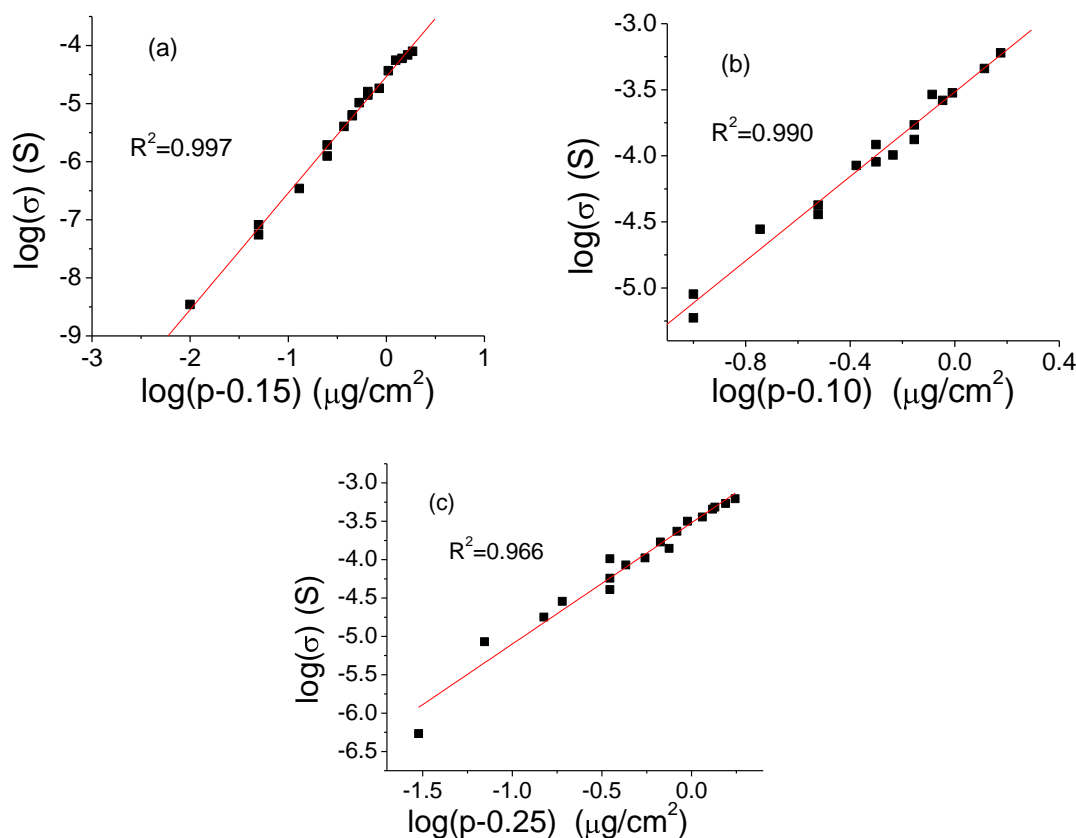 (a)
R²=0.997
log(σ) (S)
-4
-5
-6
-7
-8
-9
-3 -2 -1 0 1
log(p-0.15) (μg/cm²)
(b)
R²=0.990
log(σ) (S)
-3.0
-3.5
-4.0
-4.5
-5.0
-0.8 -0.4 0.0 0.4
log(p-0.10) (μg/cm²)
(c)
R²=0.966
log(σ) (S)
-3.0
-3.5
-4.0
-4.5
-5.0
-5.5
-6.0
-6.5
-1.5 -1.0 -0.5 0.0
log(p-0.25) (μg/cm²)